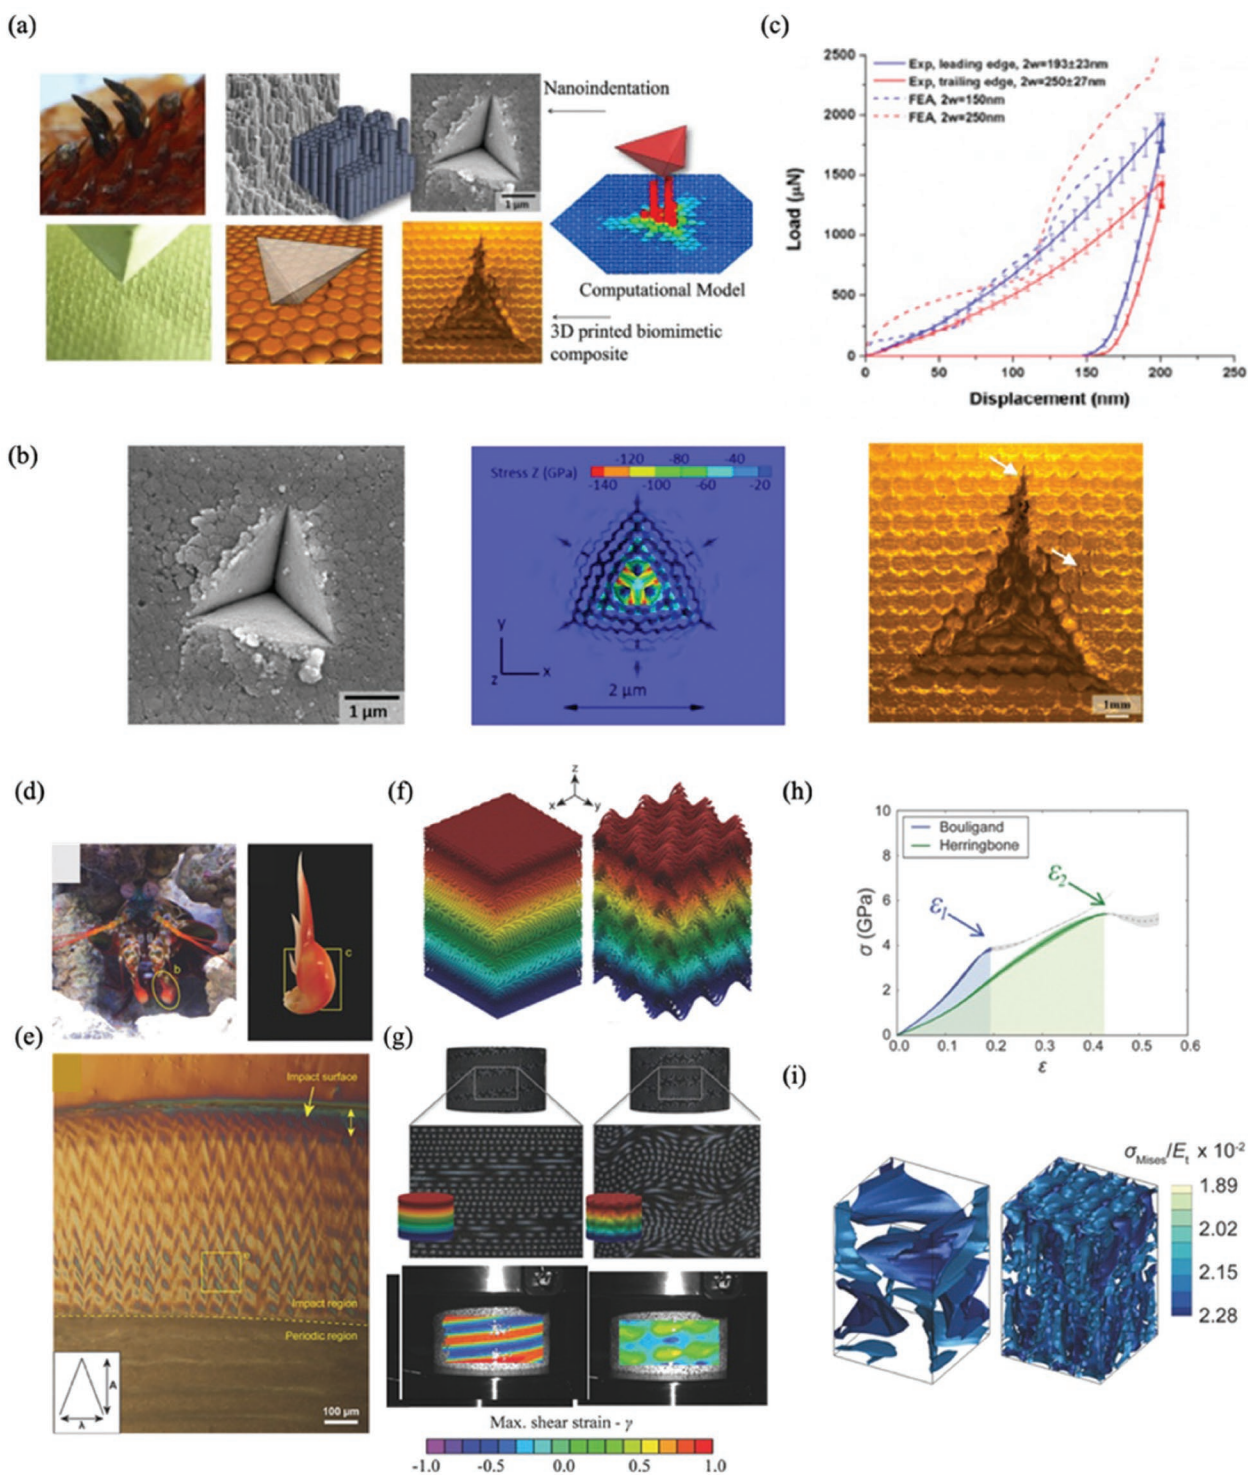 (a)
Nanoindentation
1 μm
Computational Model
3D printed biomimetic
composite
(c)
2500
2000
1500
1000
500
0
Load (μN)
Exp, leading edge, 2w=193±23nm
Exp, trailing edge, 2w=250±27nm
FEA, 2w=150nm
FEA, 2w=250nm
0 50 100 150 200 250
Displacement (nm)
(b)
1 μm
Stress Z (GPa)
-120 -80 -40
-140 -100 -60 -20
y
z x
2 μm
1mm
(d)
b
c
(e)
Impact surface
e
Impact region
Periodic region
A
λ
100 μm
(f)
z
x y
(g)
Max. shear strain - γ
-1.0 -0.5 0.0 0.5 1.0
(h)
10
8
6
4
2
0
σ (GPa)
Bouligand
Herringbone
ε1
ε2
0.0 0.1 0.2 0.3 0.4 0.5 0.6
ε
(i)
σMises/Et x 10-2
1.89
2.02
2.15
2.28